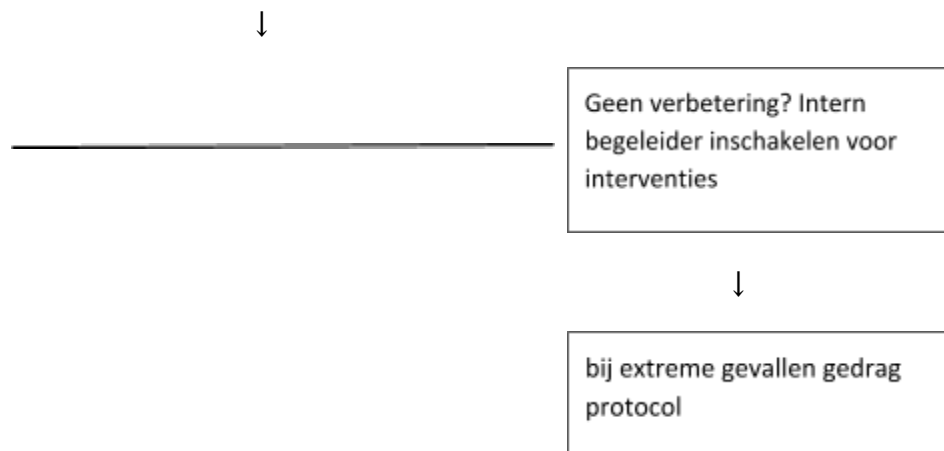 Geen verbetering? Intern
begeleider inschakelen voor
interventies
bij extreme gevallen gedrag
protocol